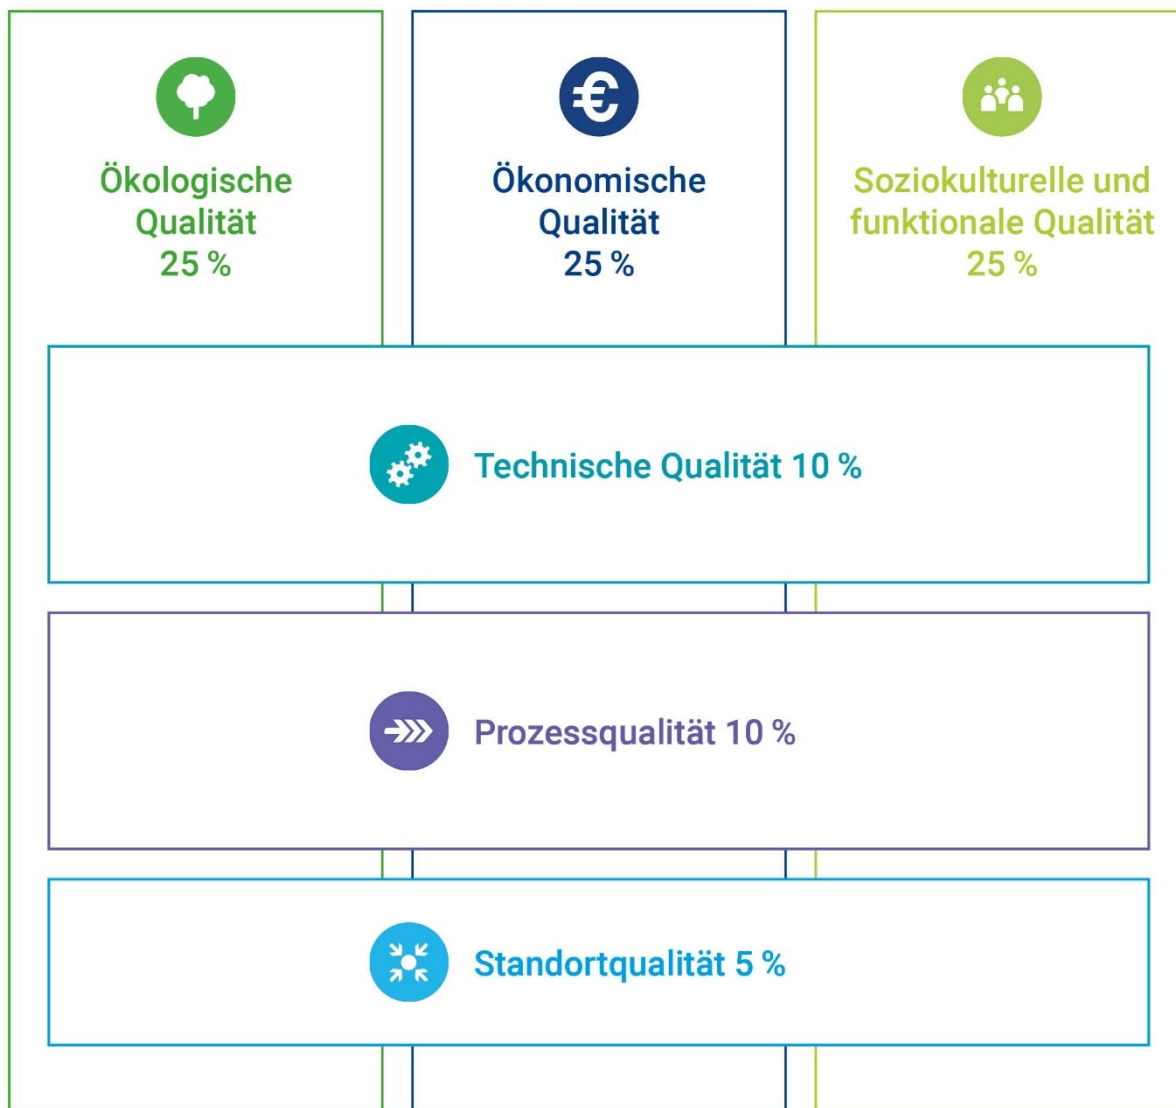 Ökologische
Qualität
25 %
Ökonomische
Qualität
25 %
Soziokulturelle und
funktionale Qualität
25 %
Technische Qualität 10 %
Prozessqualität 10 %
Standortqualität 5 %